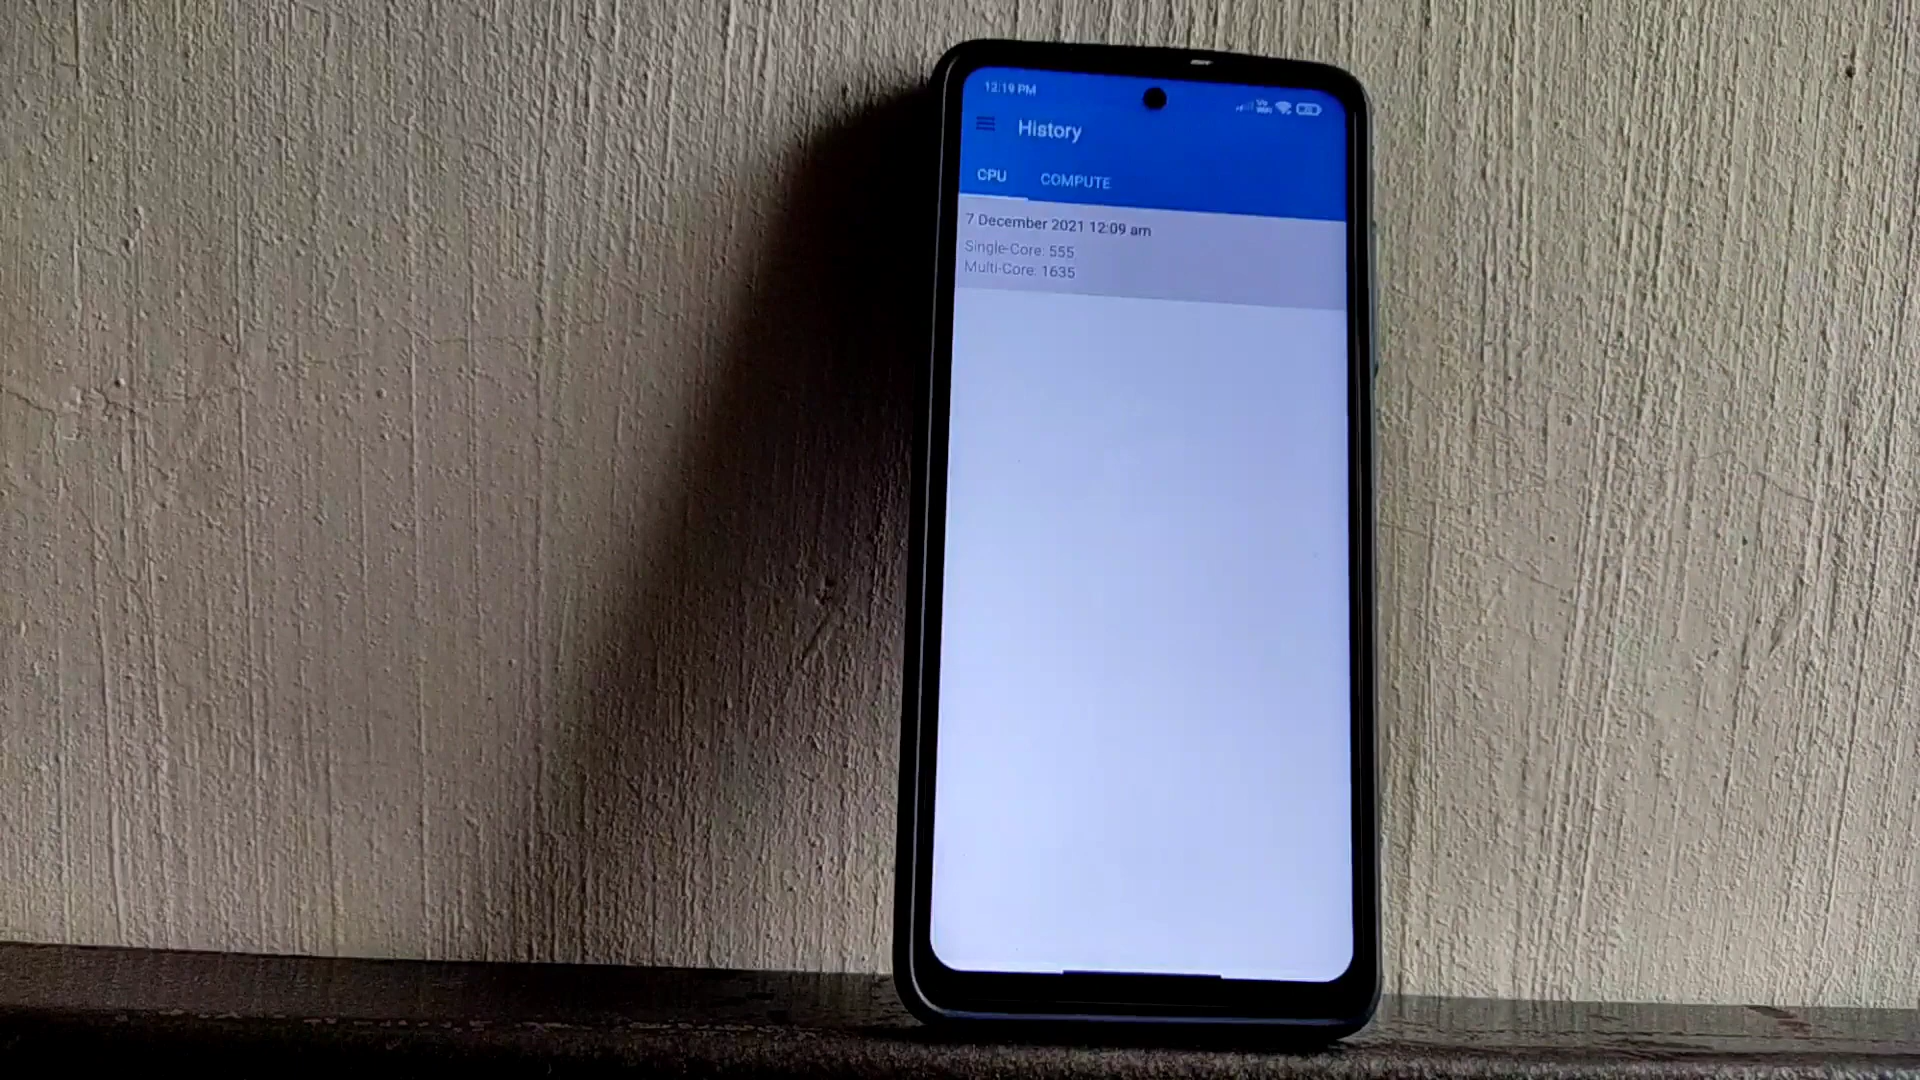 12:19 PM
History
CPU COMPUTE
7 December 2021 12:09 am
Single-Core: 555
Multi-Core: 1635